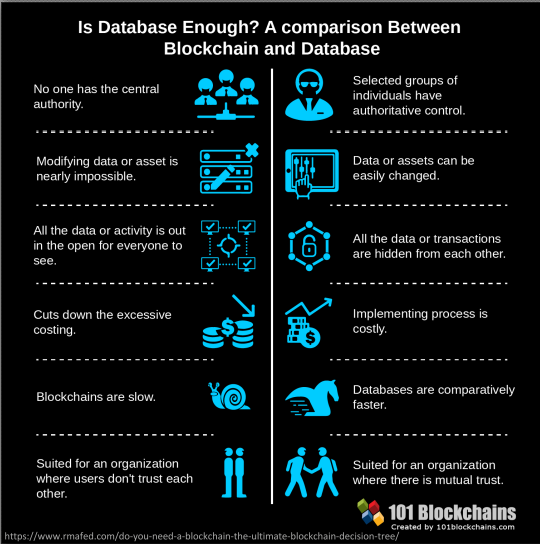 Is Database Enough? A comparison Between
Blockchain and Database
No one has the central
authority.
Selected groups of
individuals have
authoritative control.
Modifying data or asset is
nearly impossible.
Data or assets can be
easily changed.
All the data or activity is out
in the open for everyone to
see.
All the data or transactions
are hidden from each other.
Cuts down the excessive
costing.
Implementing process is
costly.
Blockchains are slow.
Databases are comparatively
faster.
Suited for an organization
where users don't trust each
other.
Suited for an organization
where there is mutual trust.
101 Blockchains
Created by 101blockchains.com
https://www.rmafed.com/do-you-need-a-blockchain-the-ultimate-blockchain-decision-tree/